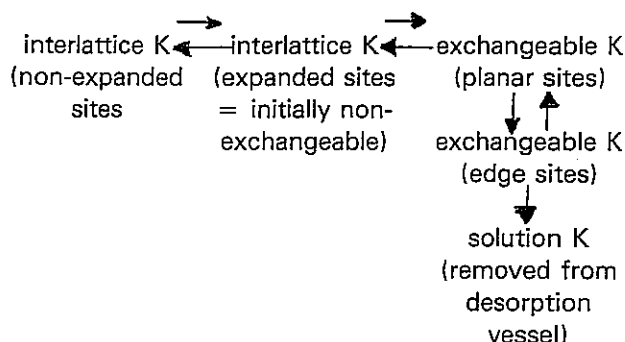 interlattice K
(non-expanded
sites
interlattice K
(expanded sites
= initially non-
exchangeable)
exchangeable K
(planar sites)
exchangeable K
(edge sites)
solution K
(removed from
desorption
vessel)